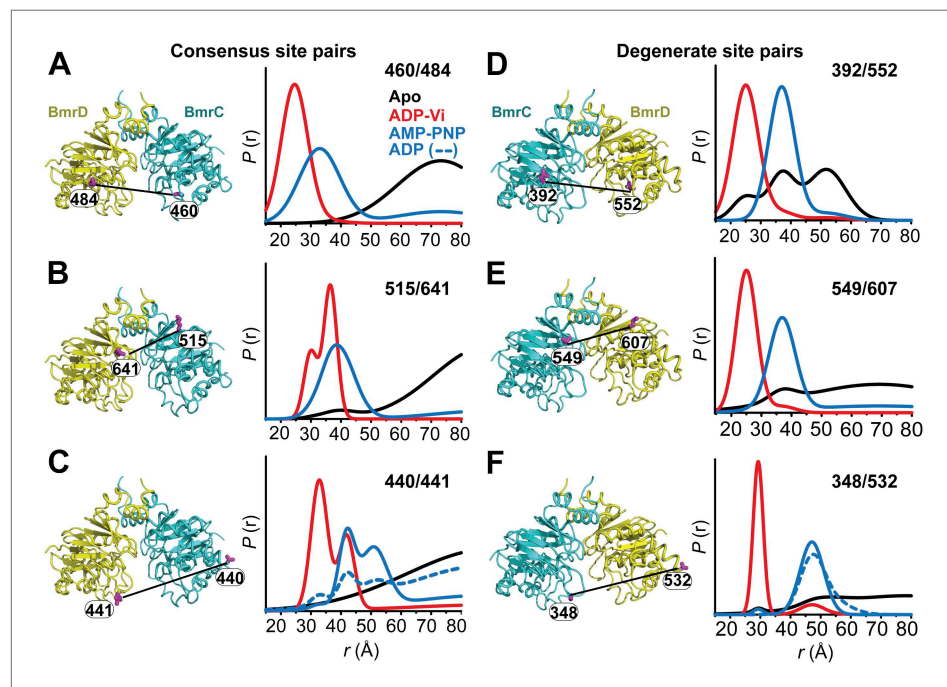 Consensus site pairs
Degenerate site pairs
A
BmrD
BmrC
484
460
P (r)
460/484
Apo
ADP-Vi
AMP-PNP
ADP (--)
20 30 40 50 60 70 80
D
BmrC
BmrD
392
552
P (r)
392/552
20 30 40 50 60 70 80
B
515
641
P (r)
515/641
20 30 40 50 60 70 80
E
549
607
P (r)
549/607
20 30 40 50 60 70 80
C
441
440
P (r)
440/441
20 30 40 50 60 70 80
r (Å)
F
348
532
P (r)
348/532
20 30 40 50 60 70 80
r (Å)